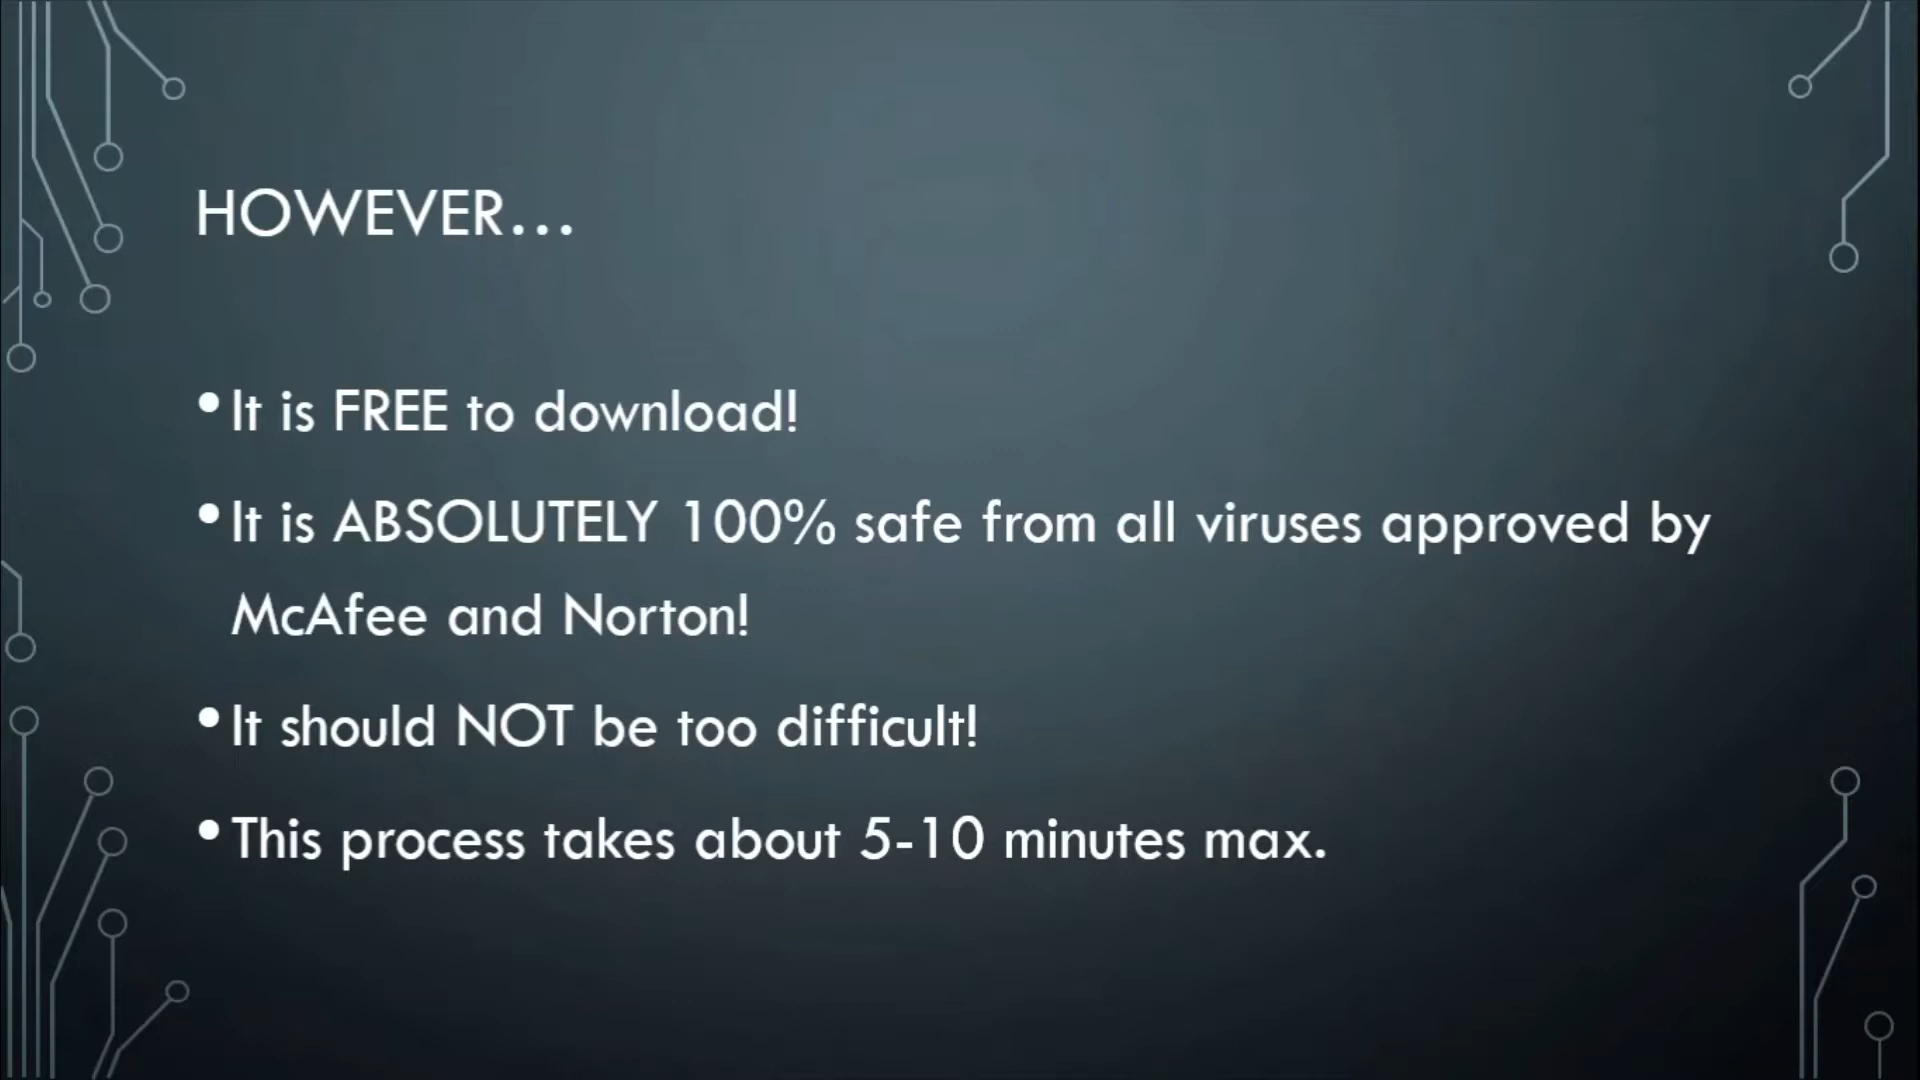 HOWEVER...
• It is FREE to download!
• It is ABSOLUTELY 100% safe from all viruses approved by
McAfee and Norton!
• It should NOT be too difficult!
• This process takes about 5-10 minutes max.